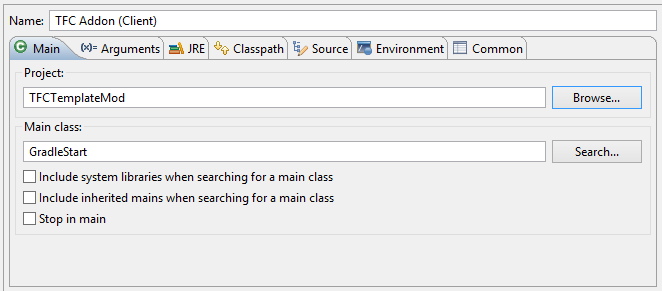 Name: TFC Addon (Client)
Main (x)= Arguments JRE Classpath Source Environment Common
Project:
TFCTemplateMod Browse...
Main class:
GradleStart Search...
Include system libraries when searching for a main class
Include inherited mains when searching for a main class
Stop in main